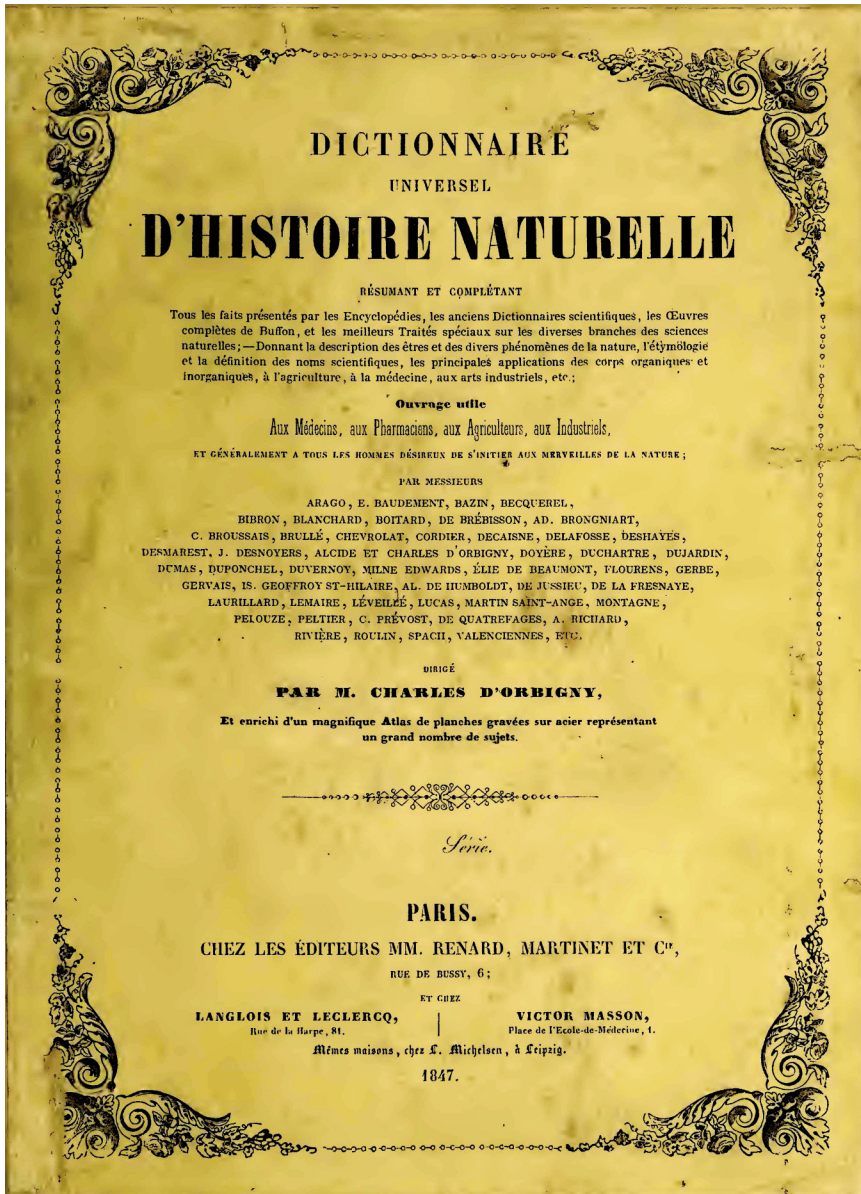 DICTIONNAIRE
UNIVERSEL
D'HISTOIRE NATURELLE
RÉSUMANT ET COMPLÉTANT
Tous les faits présentés par les Encyclopédies, les anciens Dictionnaires scientifiques, les Œuvres
complètes de Buffon, et les meilleurs Traités spéciaux sur les diverses branches des sciences
naturelles; — Donnant la description des êtres et des divers phénomènes de la nature, l'étymologie
et la définition des noms scientifiques, les principales applications des corps organiques et
inorganiques, à l'agriculture, à la médecine, aux arts industriels, etc.;
Ouvrage utile
Aux Médecins, aux Pharmaciens, aux Agriculteurs, aux Industriels,
ET GÉNÉRALEMENT A TOUS LES HOMMES DÉSIREUX DE S'INITIER AUX MERVEILLES DE LA NATURE;
PAR MESSIEURS
ARAGO, E. BAUDEMENT, BAZIN, BECQUEREL,
BIBRON, BLANCHARD, BOITARD, DE BRÉBISSON, AD. BRONGNIART,
C. BROUSSAIS, BRULLÉ, CHEVROLAT, CORDIER, DECAISNE, DELAFOSSE, DESHAYES,
DESMAREST, J. DESNOYERS, ALCIDE ET CHARLES D'ORBIGNY, DOYÈRE, DUCHARTRE, DUJARDIN,
DUMAS, DUPONCHEL, DUVERNOY, MILNE EDWARDS, ÉLIE DE BEAUMONT, FLOURENS, GERBE,
GERVAIS, IS. GEOFFROY ST-HILAIRE, AL. DE HUMBOLDT, DE JUSSIEU, DE LA FRESNAYE,
LAURILLARD, LEMAIRE, LÉVEILLÉ, LUCAS, MARTIN SAINT-ANGE, MONTAGNE,
PELOUZE, PELTIER, C. PRÉVOST, DE QUATREFAGES, A. RICHARD,
RIVIÈRE, ROULIN, SPACH, VALENCIENNES, ETC.
DIRIGÉ
PAR M. CHARLES D'ORBIGNY,
Et enrichi d'un magnifique Atlas de planches gravées sur acier représentant
un grand nombre de sujets.
Série.
PARIS.
CHEZ LES ÉDITEURS MM. RENARD, MARTINET ET Cie,
RUE DE BUSSY, 6;
ET CHEZ
LANGLOIS ET LECLERCQ,
Rue de la Harpe, 81.
VICTOR MASSON,
Place de l'Ecole-de-Médecine, 1.
Mêmes maisons, chez L. Michelsen, à Leipzig.
1847.